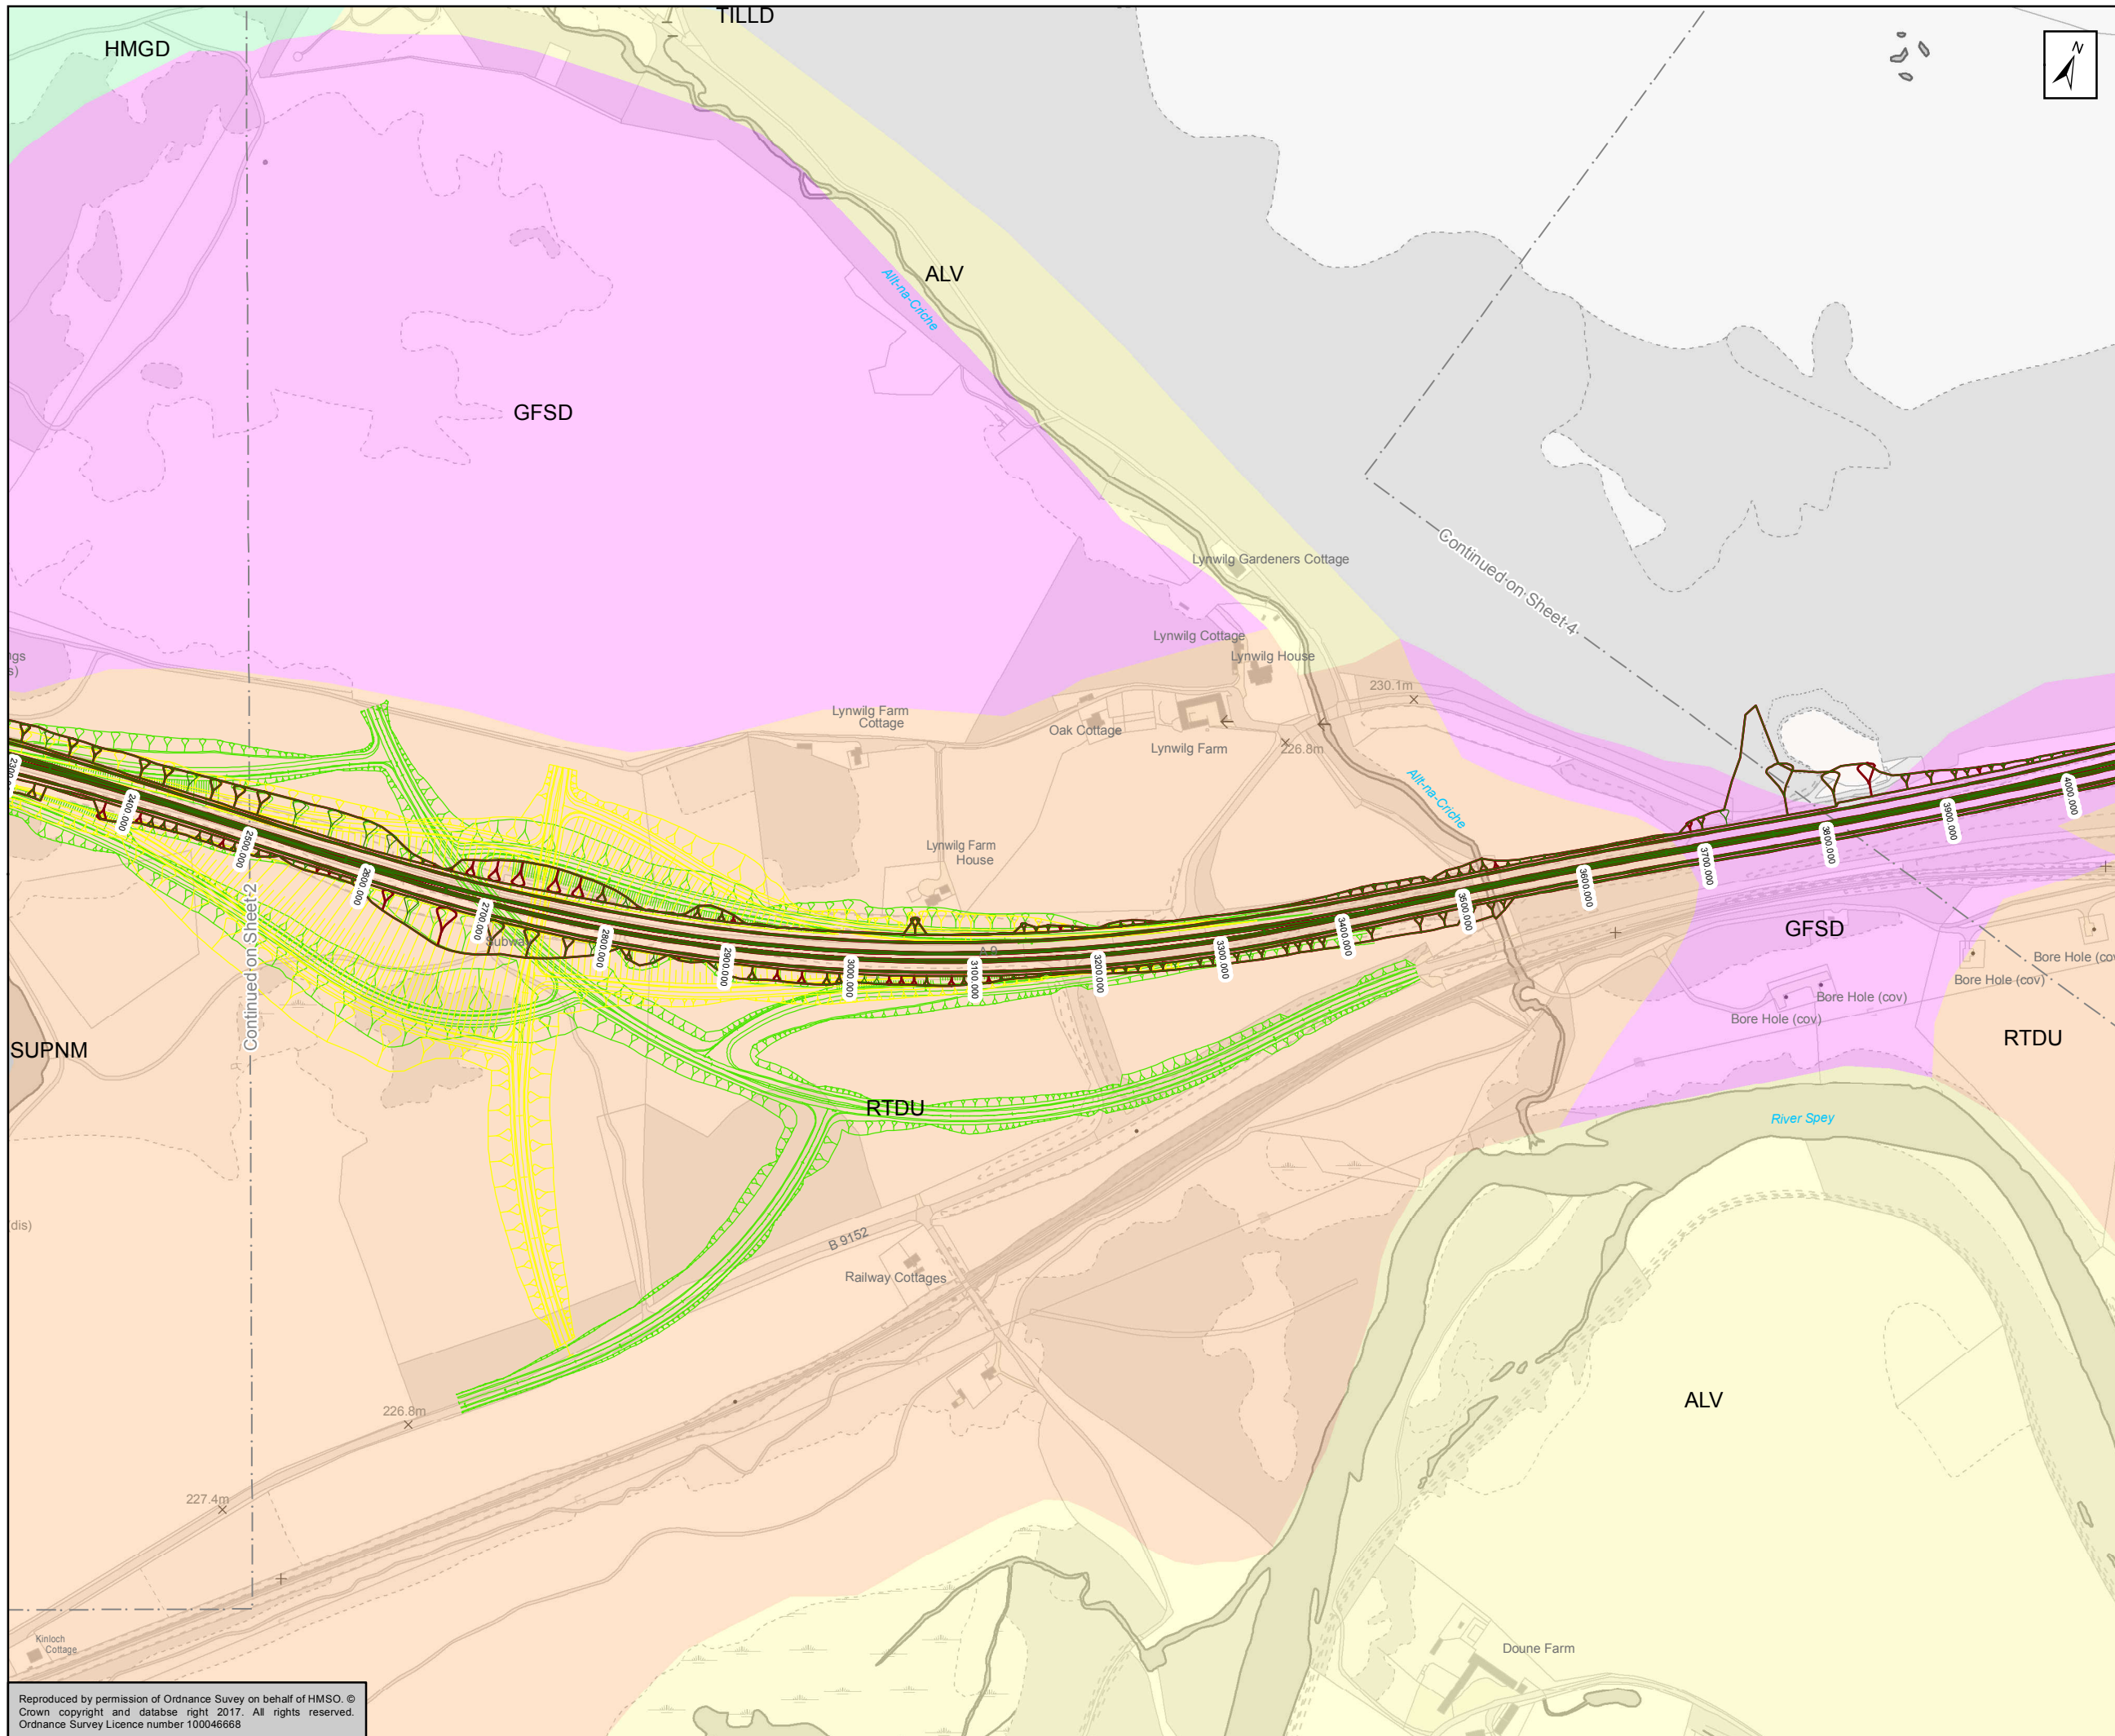 TILLD
HMGD
N
ALV
Allt-na-Criche
GFSD
Continued on Sheet 4
Lynwilg Gardeners Cottage
Lynwilg Cottage
Lynwilg House
230.1m
Lynwilg Farm
Cottage
Oak Cottage
Lynwilg Farm
226.8m
Allt-na-Criche
ngs
s)
2400.000
2500.000
2600.000
2700.000
2800.000
2900.000
3000.000
3100.000
3200.000
3300.000
3400.000
3500.000
3600.000
3700.000
3800.000
3900.000
4000.000
Lynwilg Farm
House
Subway
A 9
Continued on Sheet 2
GFSD
Bore Hole (cov)
Bore Hole (cov)
Bore Hole (cov)
Bore Hole (cov
SUPNM
RTDU
RTDU
River Spey
dis)
B 9152
Railway Cottages
226.8m
ALV
227.4m
Kinloch
Cottage
Doune Farm
Reproduced by permission of Ordnance Suvey on behalf of HMSO. ©
Crown copyright and databse right 2017. All rights reserved.
Ordnance Survey Licence number 100046668